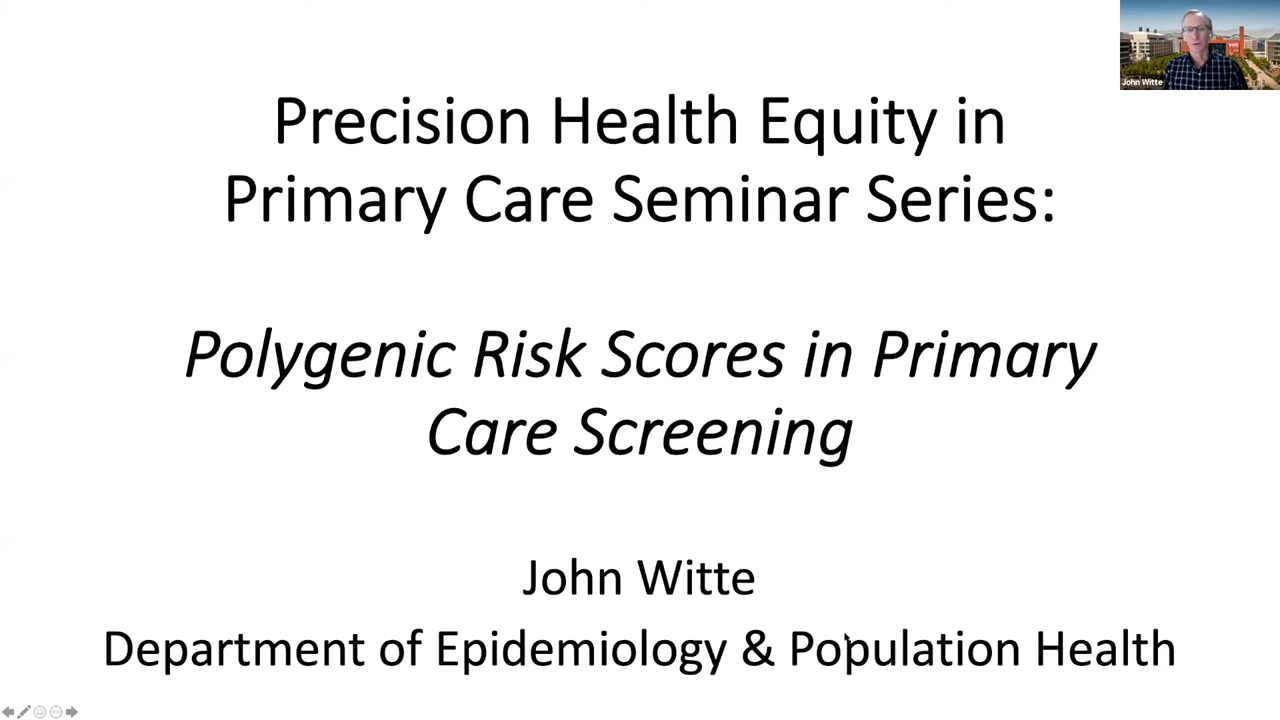 John Witte
Precision Health Equity in
Primary Care Seminar Series:
Polygenic Risk Scores in Primary
Care Screening
John Witte
Department of Epidemiology & Population Health